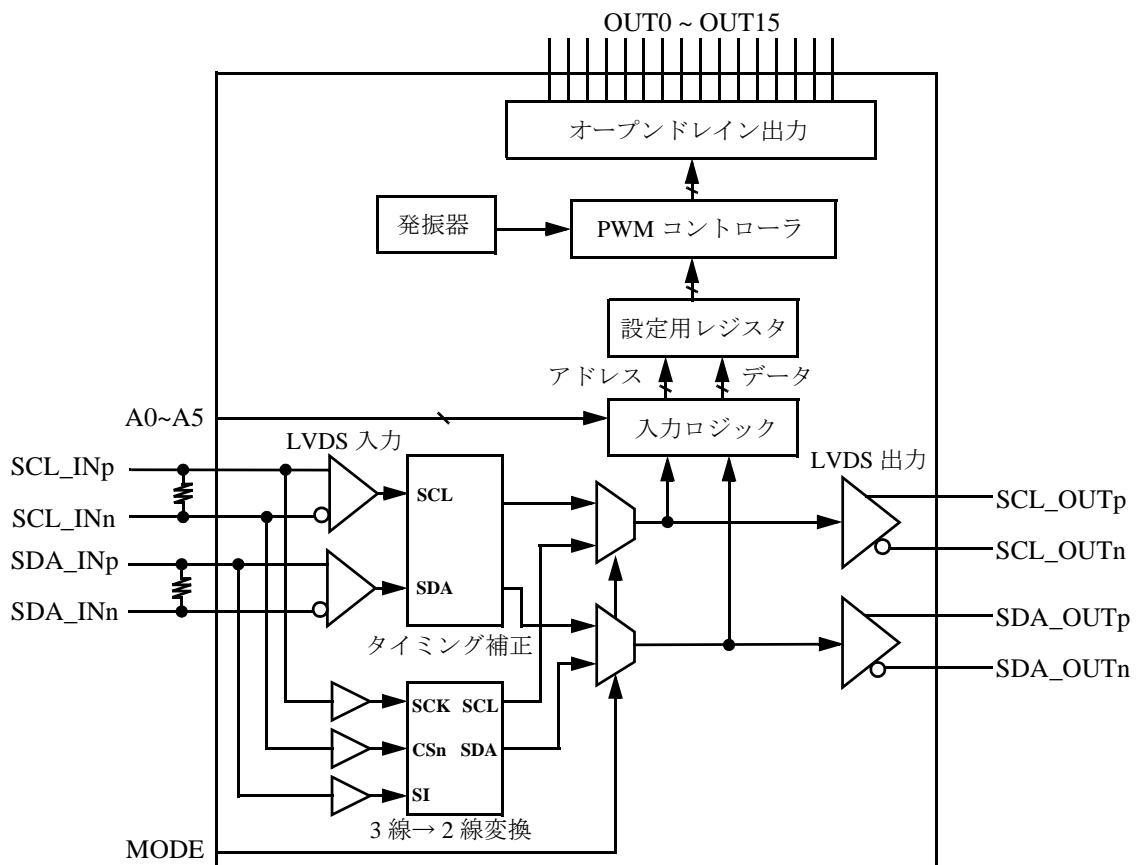 OUT0 ~ OUT15
オープンドレイン出力
発振器
PWM コントローラ
設定用レジスタ
アドレス
データ
A0~A5
入力ロジック
LVDS 入力
LVDS 出力
SCL_INp
SCL_INn
SDA_INp
SDA_INn
SCL
SDA
タイミング補正
SCL_OUTp
SCL_OUTn
SDA_OUTp
SDA_OUTn
SCK SCL
CSn SDA
SI
3 線→ 2 線変換
MODE